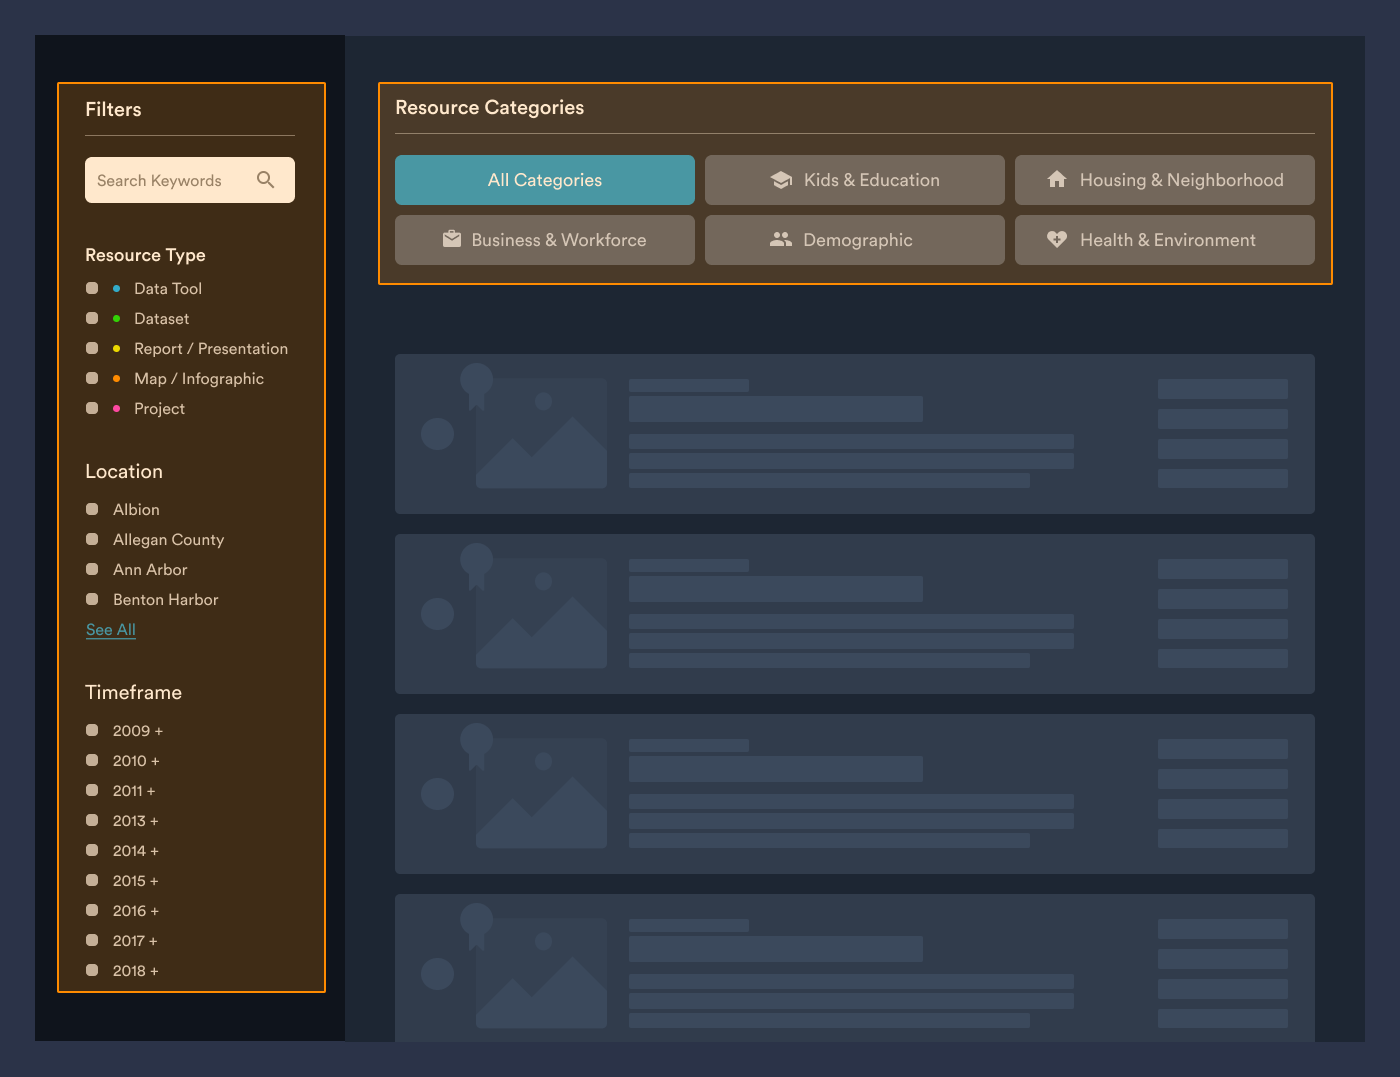 Filters
Search Keywords
Resource Type
Data Tool
Dataset
Report / Presentation
Map / Infographic
Project
Location
Albion
Allegan County
Ann Arbor
Benton Harbor
See All
Timeframe
2009 +
2010 +
2011 +
2013 +
2014 +
2015 +
2016 +
2017 +
2018 +
Resource Categories
All Categories
Kids & Education
Housing & Neighborhood
Business & Workforce
Demographic
Health & Environment